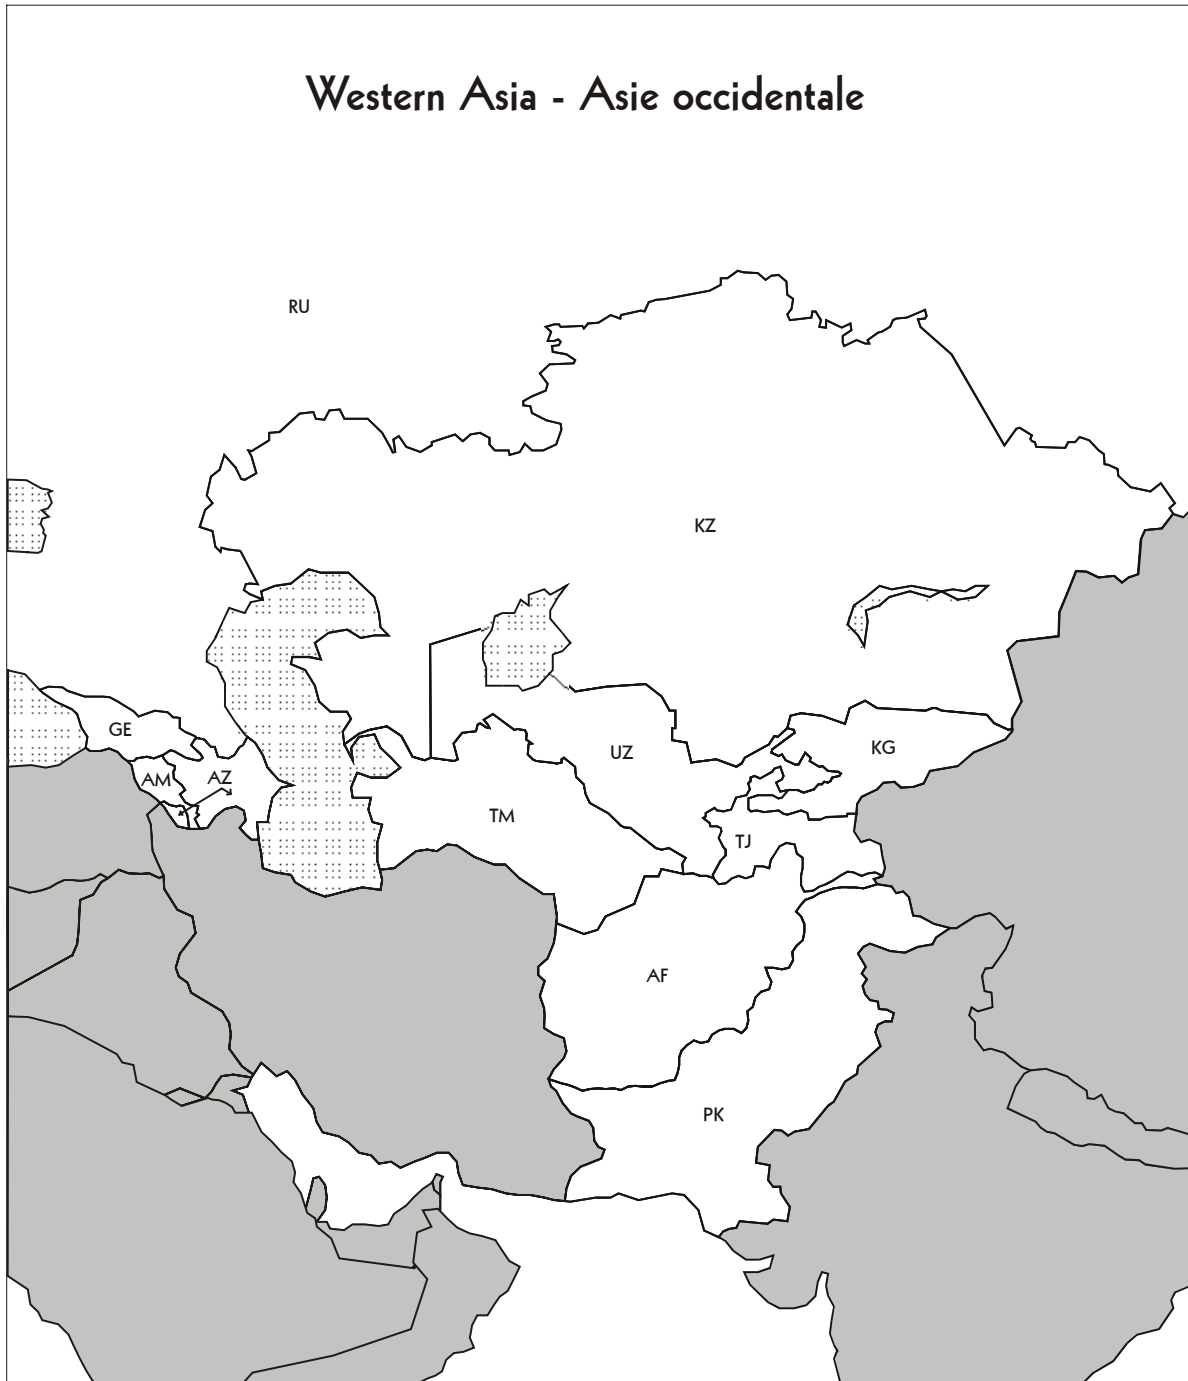 Western Asia - Asie occidentale
RU
KZ
GE
UZ
KG
AM
AZ
TM
TJ
AF
PK